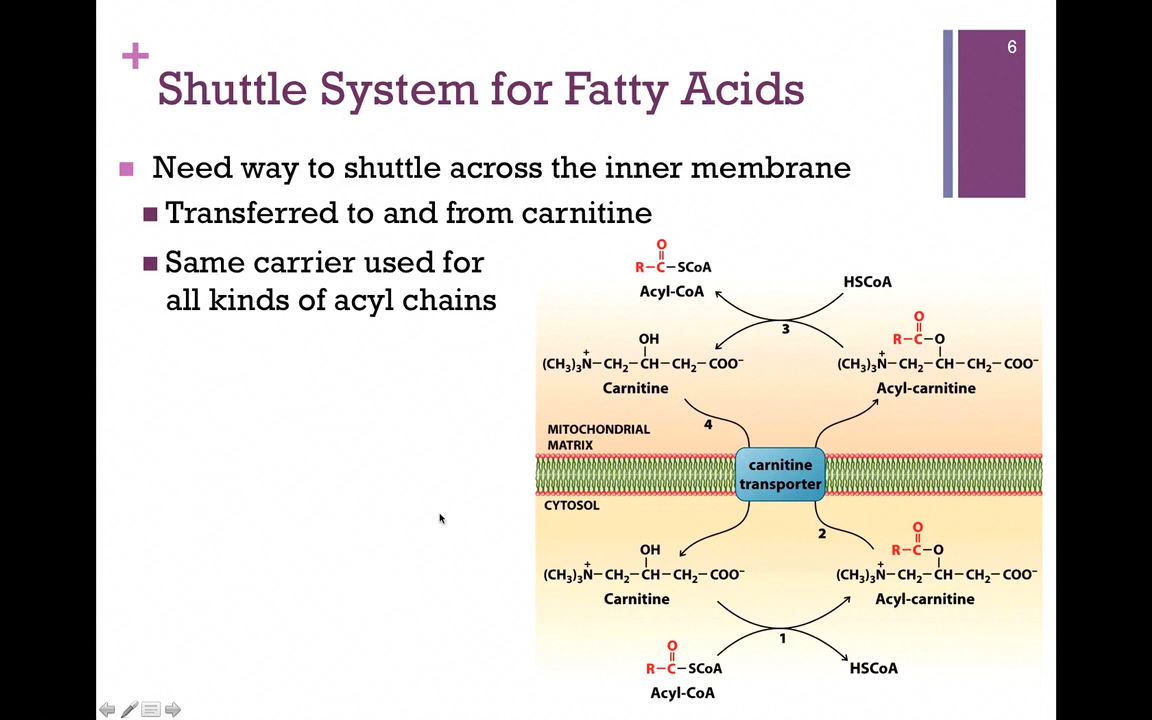 6
+
Shuttle System for Fatty Acids
Need way to shuttle across the inner membrane
Transferred to and from carnitine
Same carrier used for
all kinds of acyl chains
O
R–C–SCoA
Acyl-CoA
HSCoA
3
OH
(CH₃)₃N⁺–CH₂–CH–CH₂–COO⁻
Carnitine
O
R–C–O
(CH₃)₃N⁺–CH₂–CH–CH₂–COO⁻
Acyl-carnitine
4
MITOCHONDRIAL
MATRIX
carnitine
transporter
CYTOSOL
2
OH
(CH₃)₃N⁺–CH₂–CH–CH₂–COO⁻
Carnitine
O
R–C–O
(CH₃)₃N⁺–CH₂–CH–CH₂–COO⁻
Acyl-carnitine
1
O
R–C–SCoA
Acyl-CoA
HSCoA